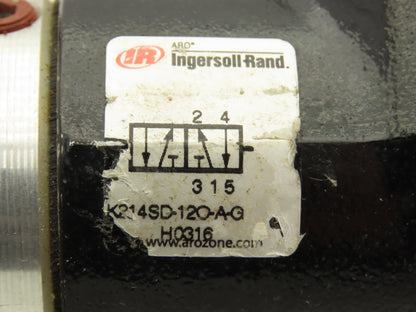 ARO®
IR Ingersoll Rand.
2 4
3 1 5
K214SD-120-A-G
H0316
www.arozone.com